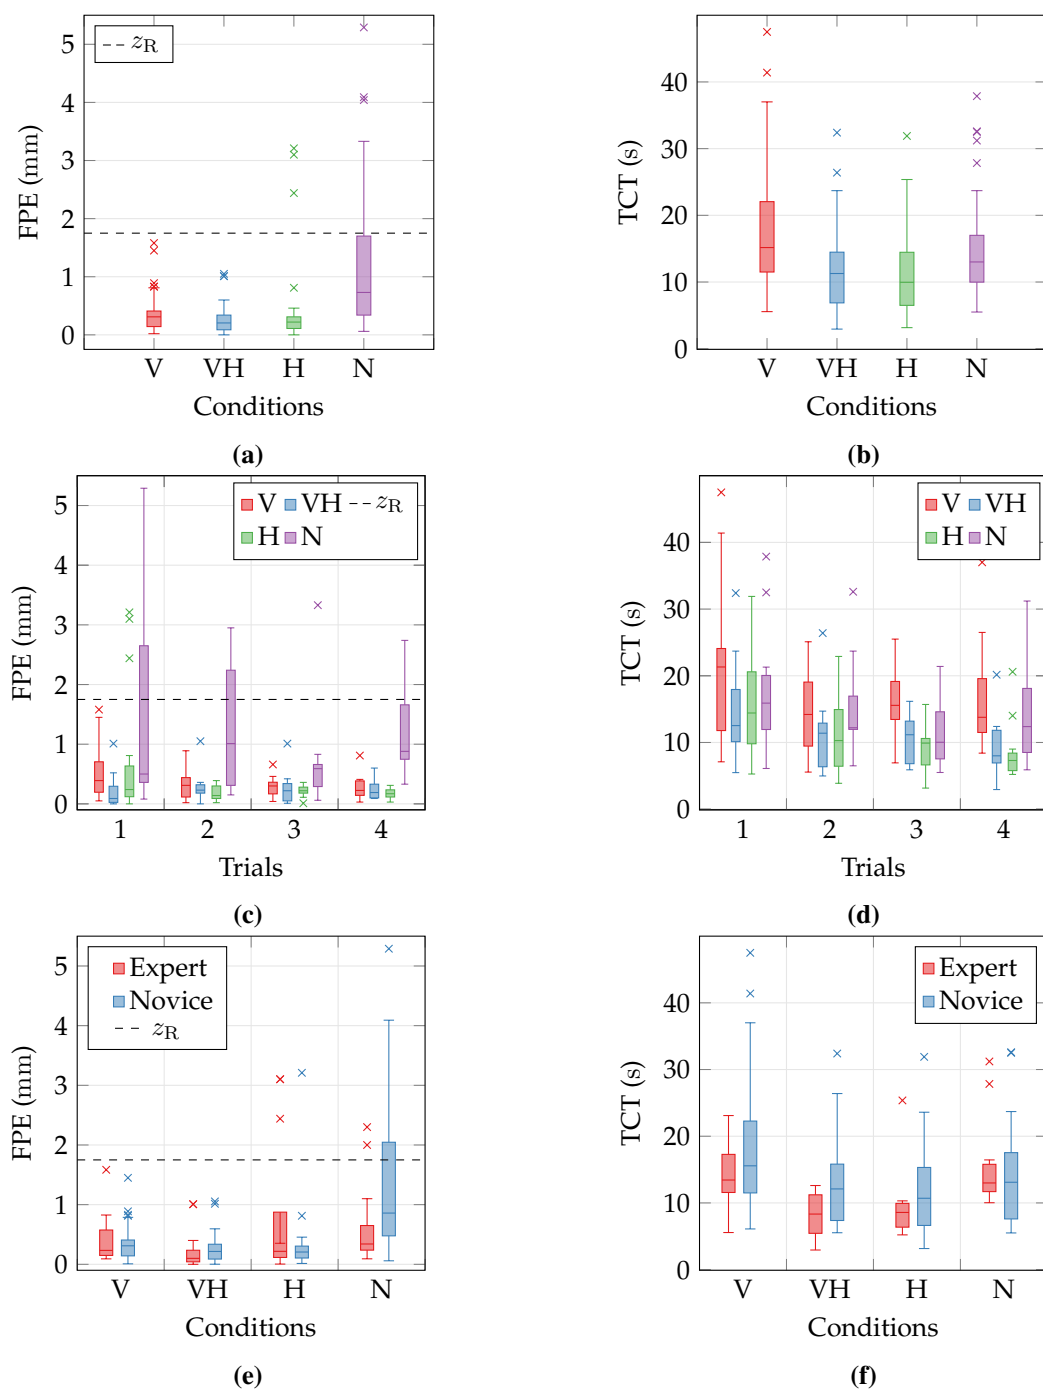 z_R
FPE (mm)
5
4
3
2
1
0
V VH H N
Conditions
(a)
TCT (s)
40
30
20
10
0
V VH H N
Conditions
(b)
V VH z_R
H N
FPE (mm)
5
4
3
2
1
0
1 2 3 4
Trials
(c)
V VH
H N
TCT (s)
40
30
20
10
0
1 2 3 4
Trials
(d)
Expert
Novice
z_R
FPE (mm)
5
4
3
2
1
0
V VH H N
Conditions
(e)
Expert
Novice
TCT (s)
40
30
20
10
0
V VH H N
Conditions
(f)